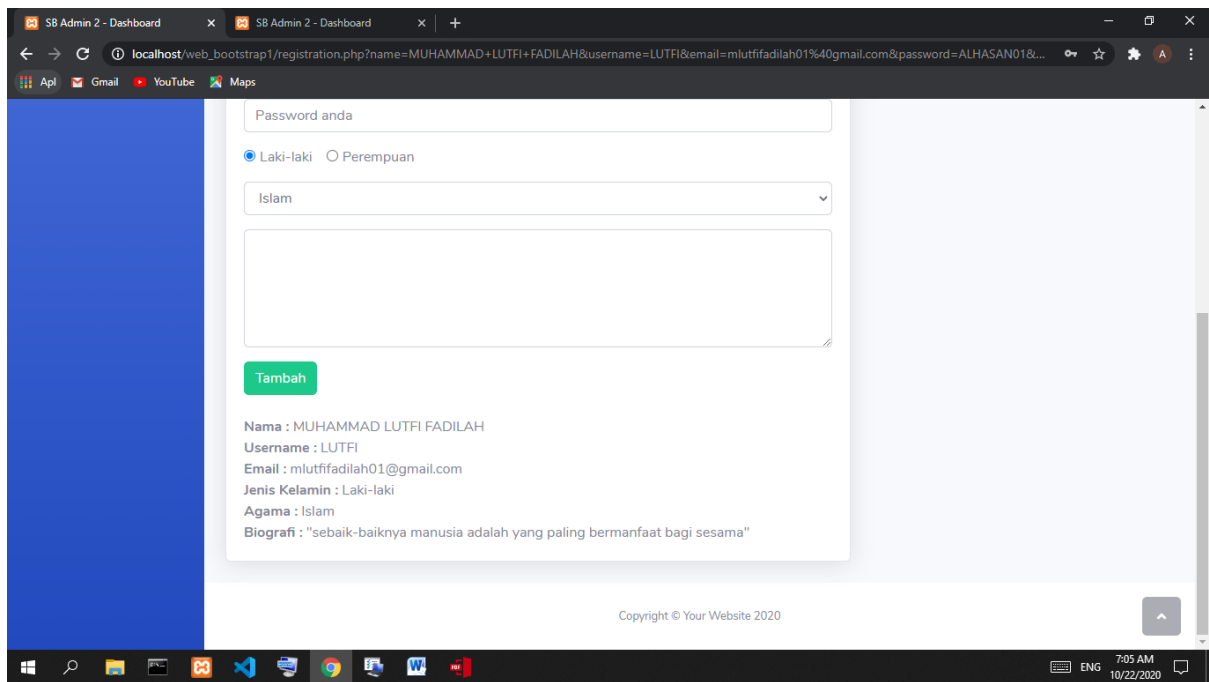 SB Admin 2 - Dashboard
SB Admin 2 - Dashboard
localhost/web_bootstrap1/registration.php?name=MUHAMMAD+LUTFI+FADILAH&username=LUTFI&email=mlutfifadilah01%40gmail.com&password=ALHASAN01&...
A
Apl Gmail YouTube Maps
Password anda
Laki-laki Perempuan
Islam
Tambah
Nama : MUHAMMAD LUTFI FADILAH
Username : LUTFI
Email : mlutfifadilah01@gmail.com
Jenis Kelamin : Laki-laki
Agama : Islam
Biografi : "sebaik-baiknya manusia adalah yang paling bermanfaat bagi sesama"
Copyright © Your Website 2020
ENG
7:05 AM
10/22/2020